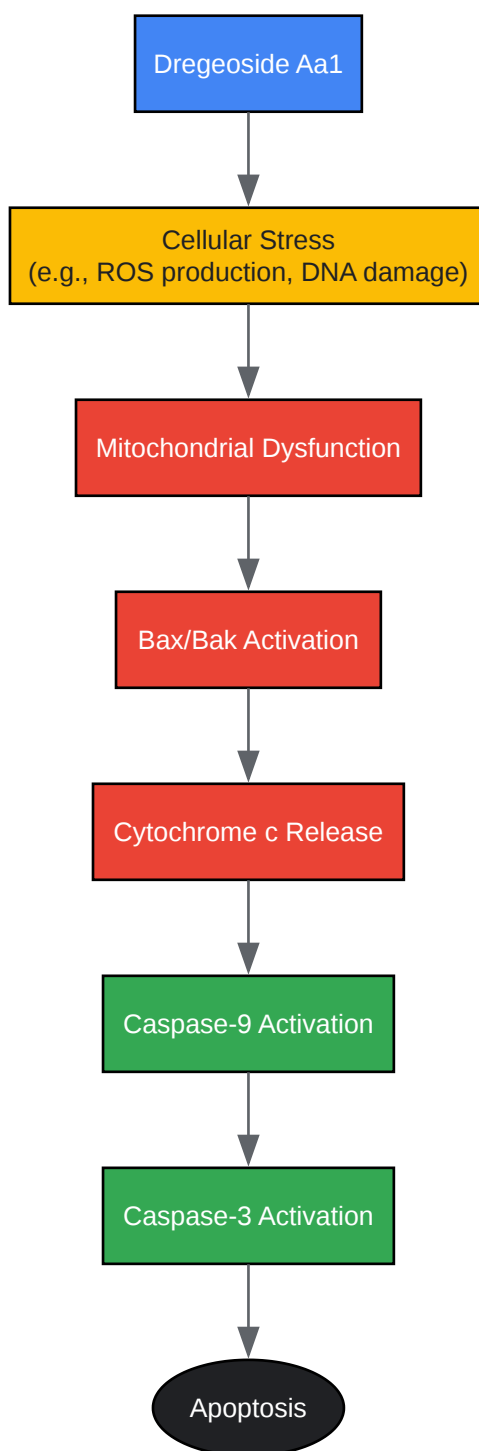 Dregeoside Aa1
Cellular Stress
(e.g., ROS production, DNA damage)
Mitochondrial Dysfunction
Bax/Bak Activation
Cytochrome c Release
Caspase-9 Activation
Caspase-3 Activation
Apoptosis